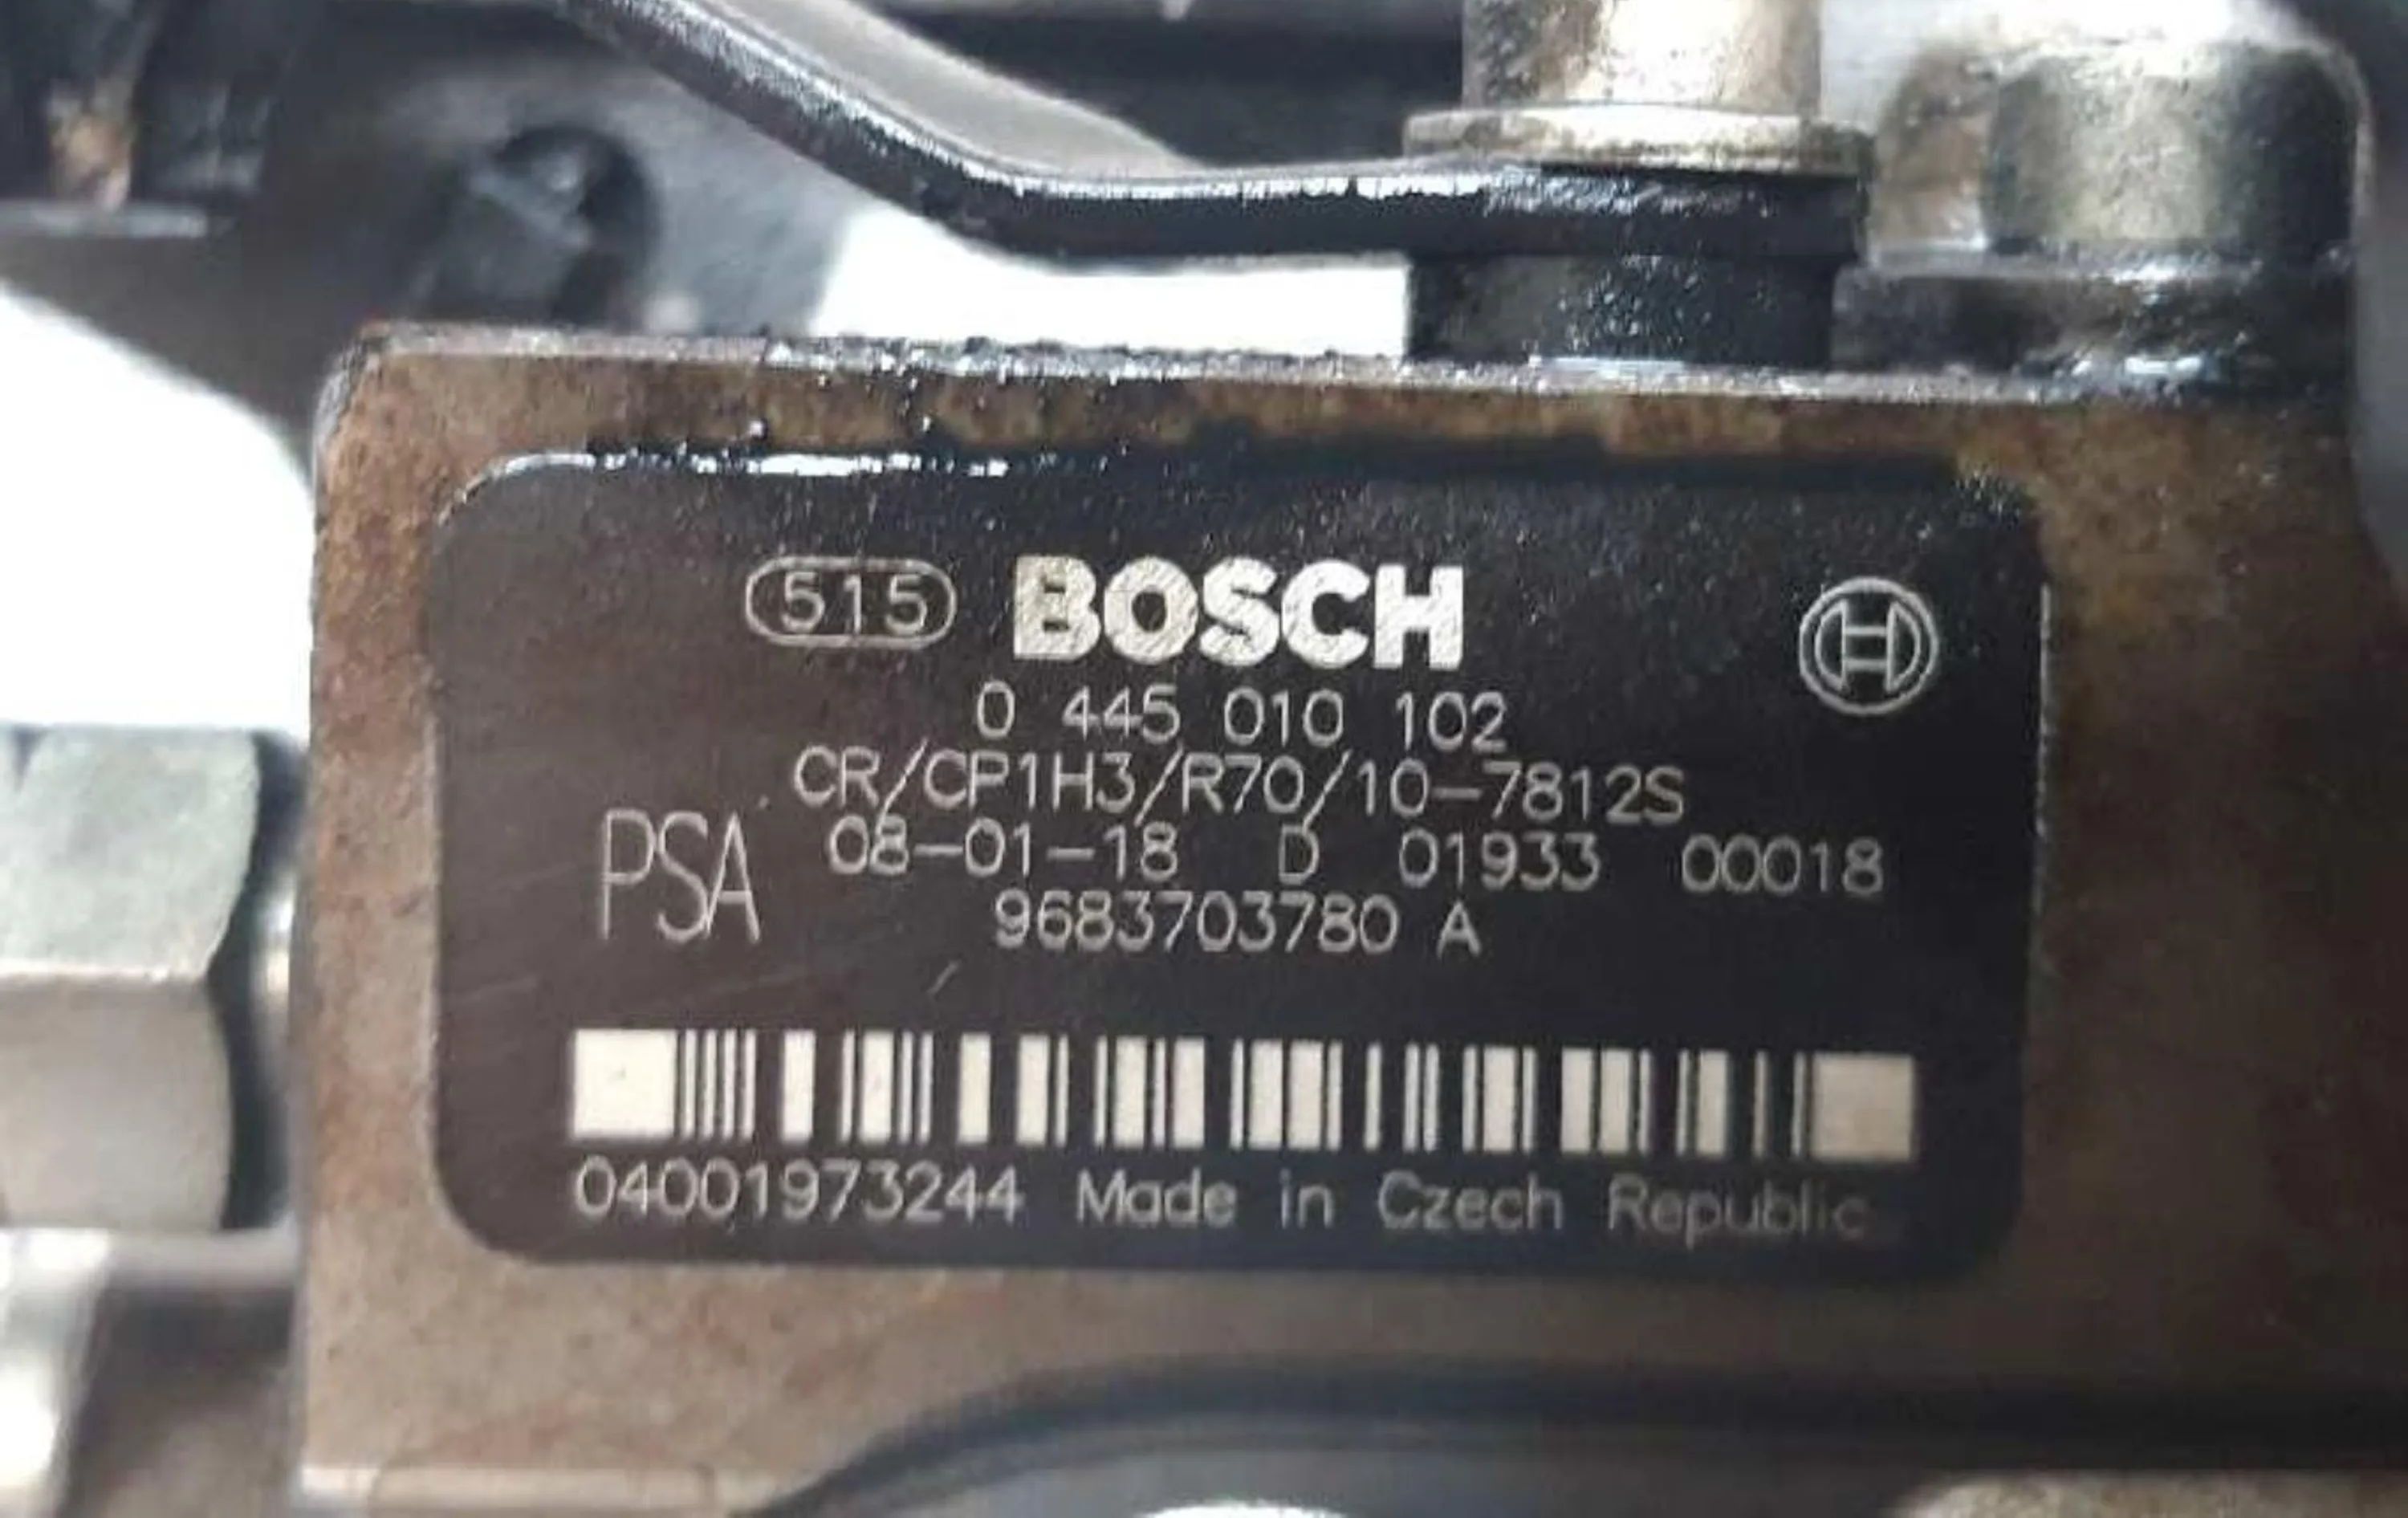 515 BOSCH
0 445 010 102
CR/CP1H3/R70/10-7812S
PSA 08-01-18 D 01933 00018
9683703780 A
04001973244 Made in Czech Republic